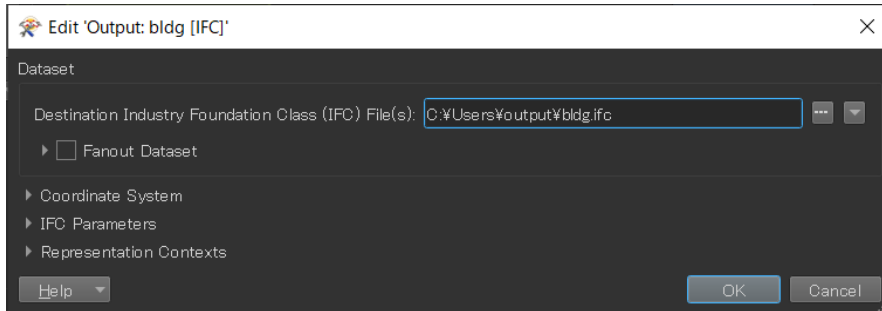 Edit 'Output: bldg [IFC]'
Dataset
Destination Industry Foundation Class (IFC) File(s): C:¥Users¥output¥bldg.ifc
Fanout Dataset
Coordinate System
IFC Parameters
Representation Contexts
Help OK Cancel